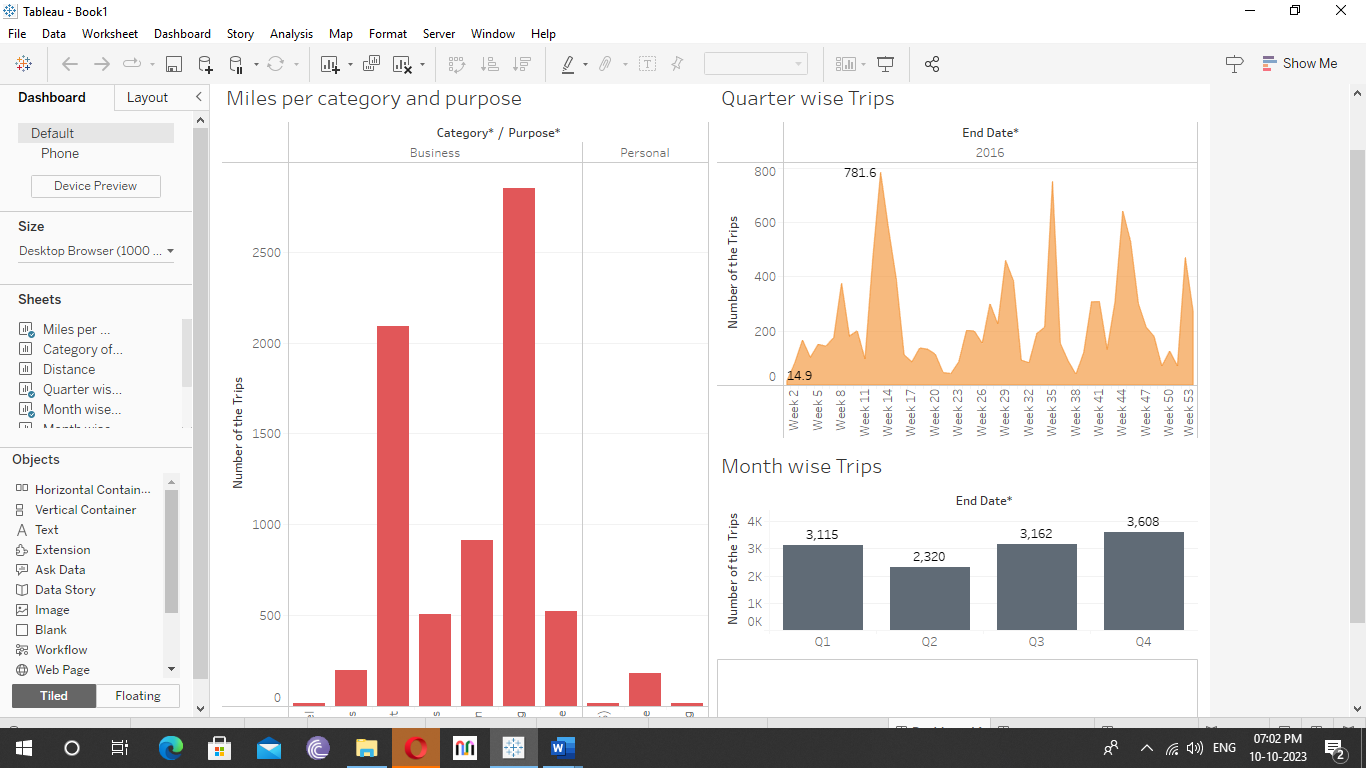 Tableau - Book1
File Data Worksheet Dashboard Story Analysis Map Format Server Window Help
Show Me
Dashboard
Layout
Default
Phone
Device Preview
Size
Desktop Browser (1000 ...
Sheets
Miles per ...
Category of...
Distance
Quarter wis...
Month wise...
Objects
Horizontal Contain...
Vertical Container
Text
Extension
Ask Data
Data Story
Image
Blank
Workflow
Web Page
Tiled
Floating
Miles per category and purpose
Category* / Purpose*
Business
Personal
Number of the Trips
2500
2000
1500
1000
500
0
Quarter wise Trips
End Date*
2016
Number of the Trips
800
600
400
200
0
781.6
14.9
Week 2
Week 5
Week 8
Week 11
Week 14
Week 17
Week 20
Week 23
Week 26
Week 29
Week 32
Week 35
Week 38
Week 41
Week 44
Week 47
Week 50
Week 53
Month wise Trips
End Date*
Number of the Trips
4K
3K
2K
1K
0K
3,115
2,320
3,162
3,608
Q1
Q2
Q3
Q4
ENG
07:02 PM
10-10-2023
2